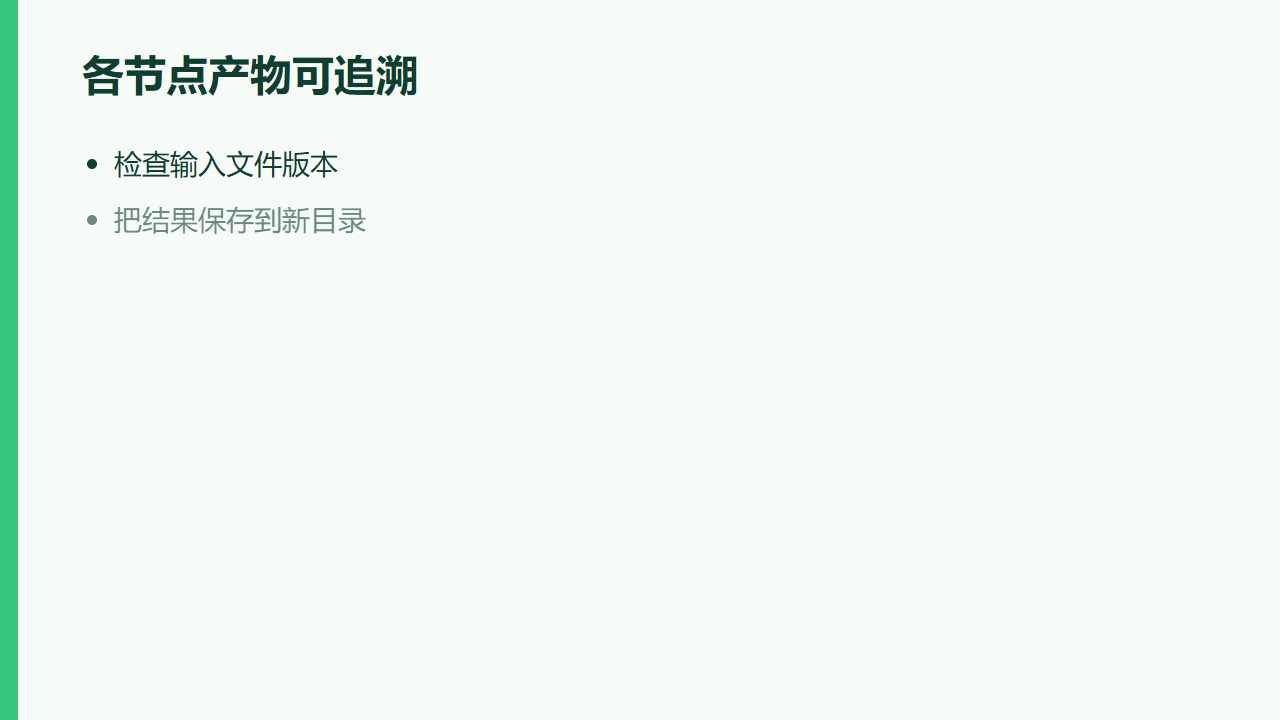 各节点产物可追溯
• 检查输入文件版本
• 把结果保存到新目录